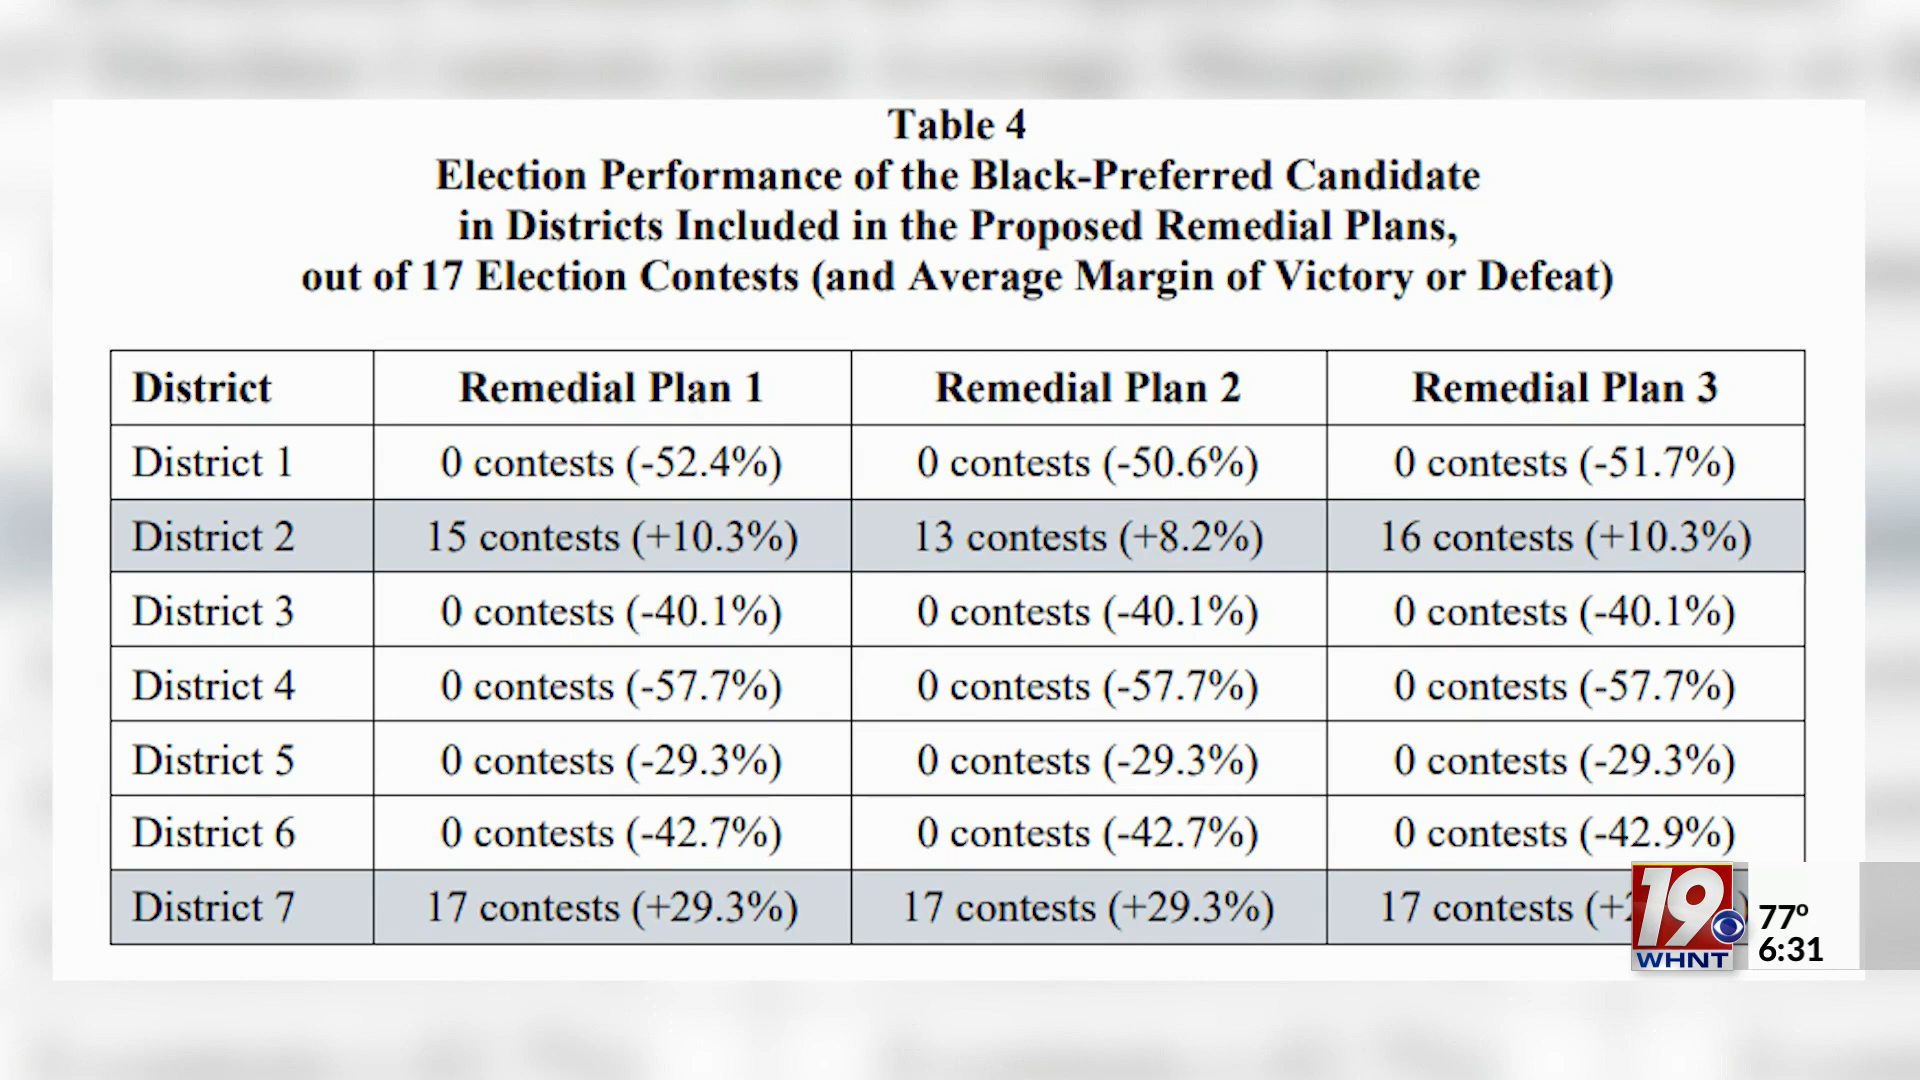 Table 4
Election Performance of the Black-Preferred Candidate
in Districts Included in the Proposed Remedial Plans,
out of 17 Election Contests (and Average Margin of Victory or Defeat)
District Remedial Plan 1 Remedial Plan 2 Remedial Plan 3
District 1 0 contests (-52.4%) 0 contests (-50.6%) 0 contests (-51.7%)
District 2 15 contests (+10.3%) 13 contests (+8.2%) 16 contests (+10.3%)
District 3 0 contests (-40.1%) 0 contests (-40.1%) 0 contests (-40.1%)
District 4 0 contests (-57.7%) 0 contests (-57.7%) 0 contests (-57.7%)
District 5 0 contests (-29.3%) 0 contests (-29.3%) 0 contests (-29.3%)
District 6 0 contests (-42.7%) 0 contests (-42.7%) 0 contests (-42.9%)
District 7 17 contests (+29.3%) 17 contests (+29.3%) 17 contests
19
WHNT
77º
6:31